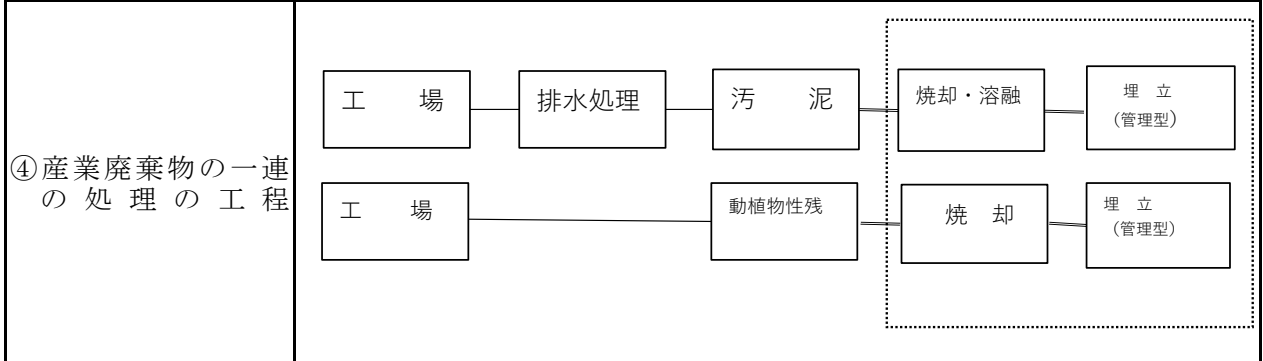 ④産業廃棄物の一連
の処理の工程
工　　場
排水処理
汚　　泥
焼却・溶融
埋　立
（管理型）
工　　場
動植物性残
焼　却
埋　立
（管理型）